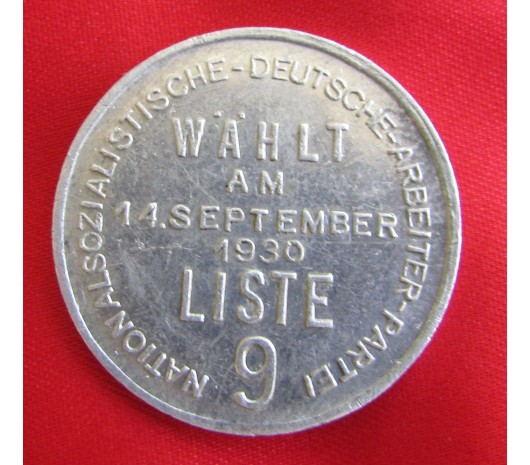 NATIONALSOZIALISTISCHE-DEUTSCHE-ARBEITER-PARTEI
WÄHLT
AM
14.SEPTEMBER
1930
LISTE
9